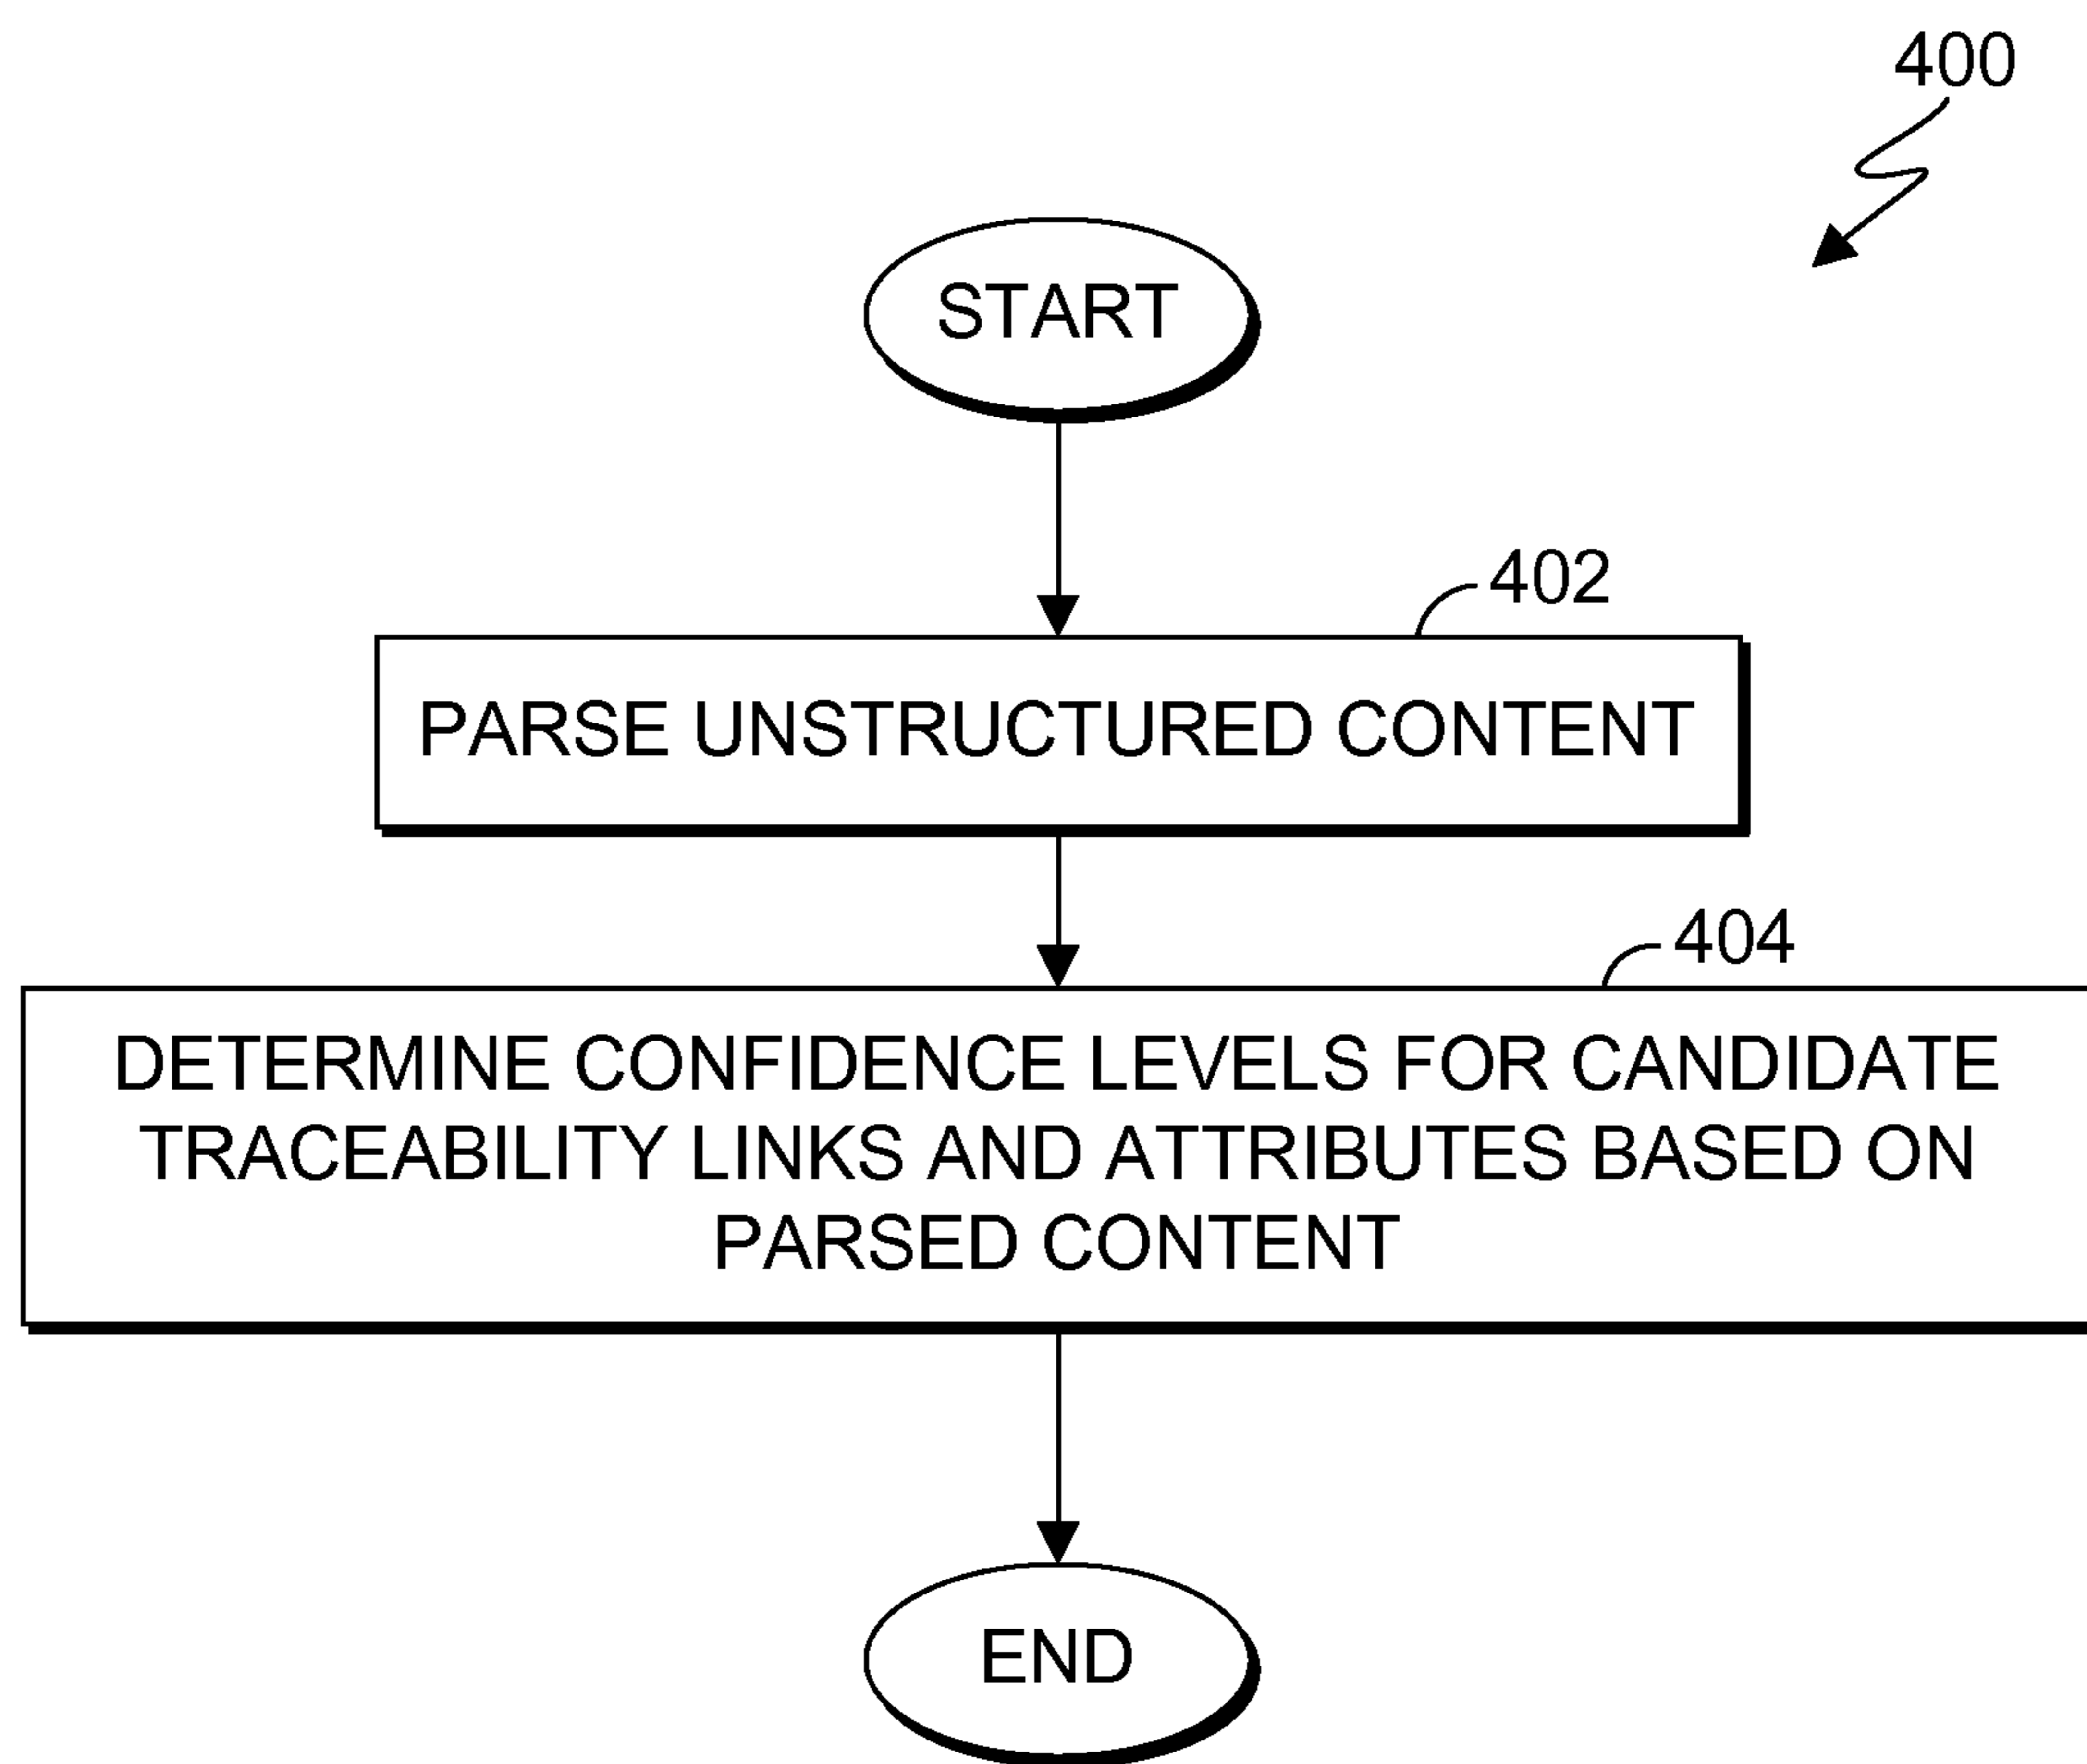 400
START
402
PARSE UNSTRUCTURED CONTENT
404
DETERMINE CONFIDENCE LEVELS FOR CANDIDATE
TRACEABILITY LINKS AND ATTRIBUTES BASED ON
PARSED CONTENT
END